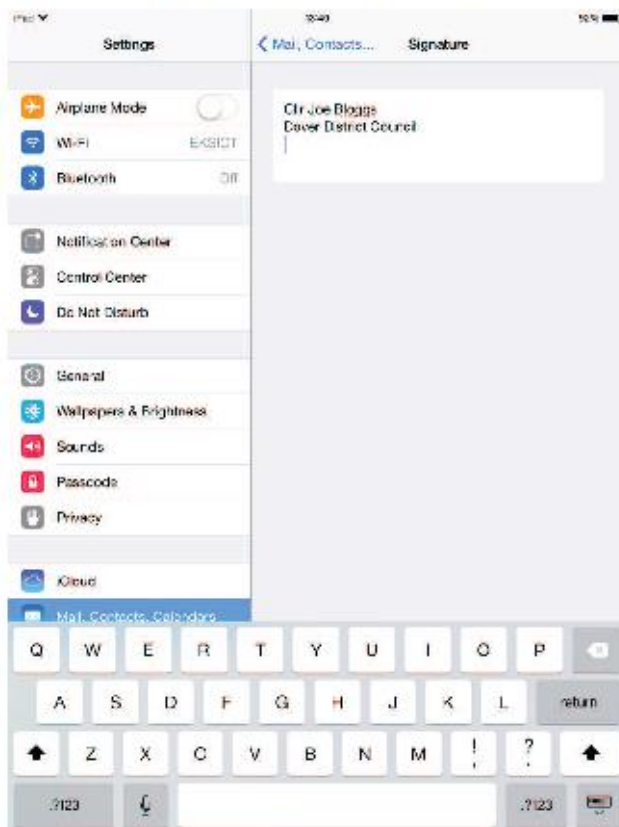 iPad
Settings
Airplane Mode
Wi-Fi
EKSICT
Bluetooth
Off
Notification Center
Control Center
Do Not Disturb
General
Wallpapers & Brightness
Sounds
Passcode
Privacy
iCloud
Mail, Contacts, Calendars
Mail, Contacts...
Signature
Cllr Joe Bloggs
Dover District Council
Q W E R T Y U I O P
A S D F G H J K L return
Z X C V B N M ! , ? .
.?123 .?123